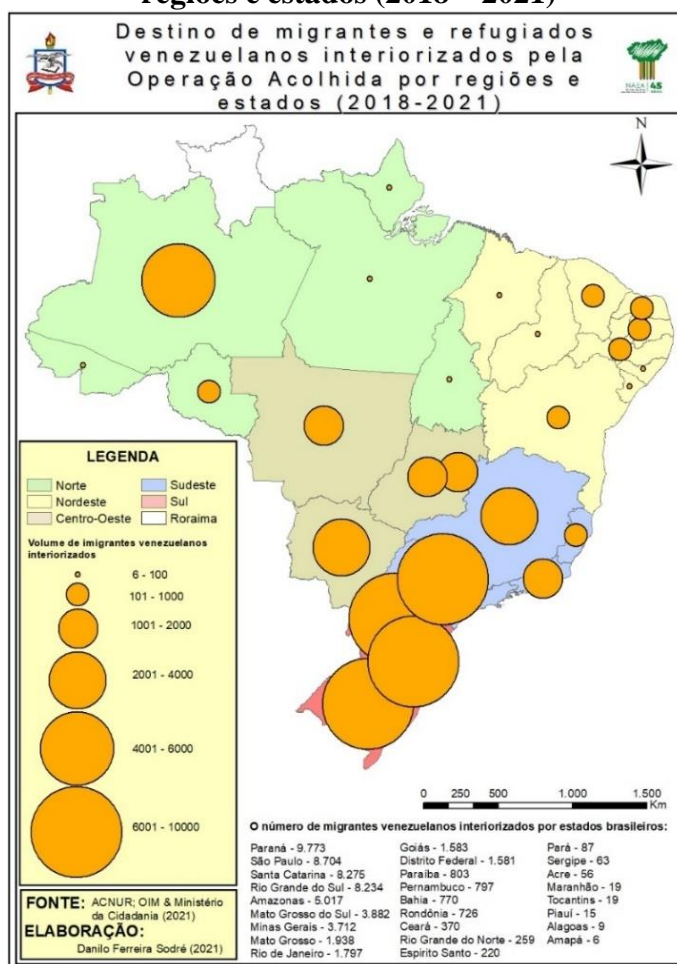 regiões e estados (2018 – 2021)
Destino de migrantes e refugiados
venezuelanos interiorizados pela
Operação Acolhida por regiões e
estados (2018-2021)
45
N
LEGENDA
Norte
Sudeste
Nordeste
Sul
Centro-Oeste
Roraima
Volume de imigrantes venezuelanos
interiorizados
6 - 100
101 - 1000
1001 - 2000
2001 - 4000
4001 - 6000
6001 - 10000
0 250 500 1.000 1.500
Km
O número de migrantes venezuelanos interiorizados por estados brasileiros:
Paraná - 9.773
São Paulo - 8.704
Santa Catarina - 8.275
Rio Grande do Sul - 8.234
Amazonas - 5.017
Mato Grosso do Sul - 3.882
Minas Gerais - 3.712
Mato Grosso - 1.938
Rio de Janeiro - 1.797
Goiás - 1.583
Distrito Federal - 1.581
Paraíba - 803
Pernambuco - 797
Bahia - 770
Rondônia - 726
Ceará - 370
Rio Grande do Norte - 259
Espirito Santo - 220
Pará - 87
Sergipe - 63
Acre - 56
Maranhão - 19
Tocantins - 19
Piauí - 15
Alagoas - 9
Amapá - 6
FONTE: ACNUR; OIM & Ministério
da Cidadania (2021)
ELABORAÇÃO:
Danilo Ferreira Sodré (2021)